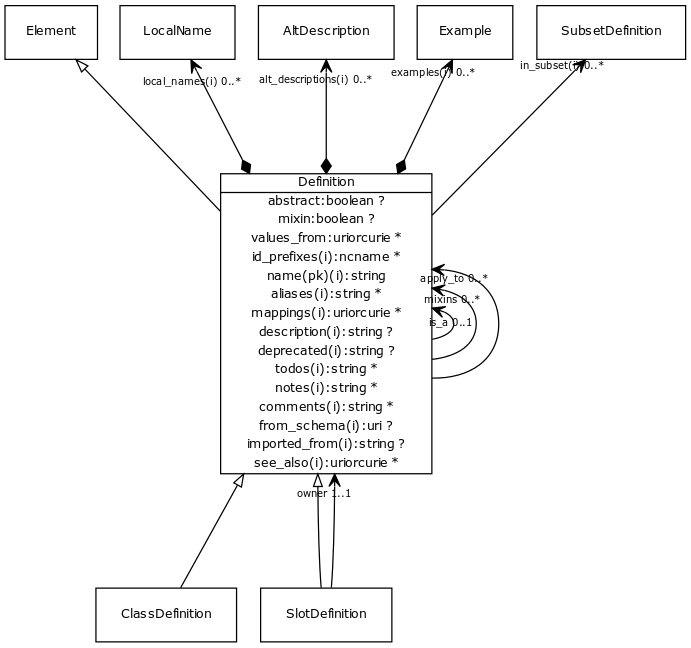 Element
LocalName
AltDescription
Example
SubsetDefinition
local_names(i) 0..*
alt_descriptions(i) 0..*
examples(i) 0..*
in_subset(i) 0..*
Definition
abstract:boolean ?
mixin:boolean ?
values_from:uriorcurie *
id_prefixes(i):ncname *
name(pk)(i):string
aliases(i):string *
mappings(i):uriorcurie *
description(i):string ?
deprecated(i):string ?
todos(i):string *
notes(i):string *
comments(i):string *
from_schema(i):uri ?
imported_from(i):string ?
see_also(i):uriorcurie *
apply_to 0..*
mixins 0..*
is_a 0..1
owner 1..1
ClassDefinition
SlotDefinition